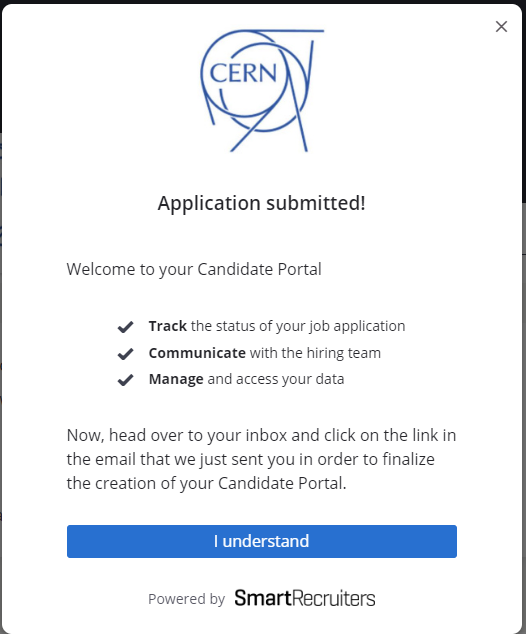 CERN
Application submitted!
Welcome to your Candidate Portal
Track the status of your job application
Communicate with the hiring team
Manage and access your data
Now, head over to your inbox and click on the link in
the email that we just sent you in order to finalize
the creation of your Candidate Portal.
I understand
Powered by SmartRecruiters